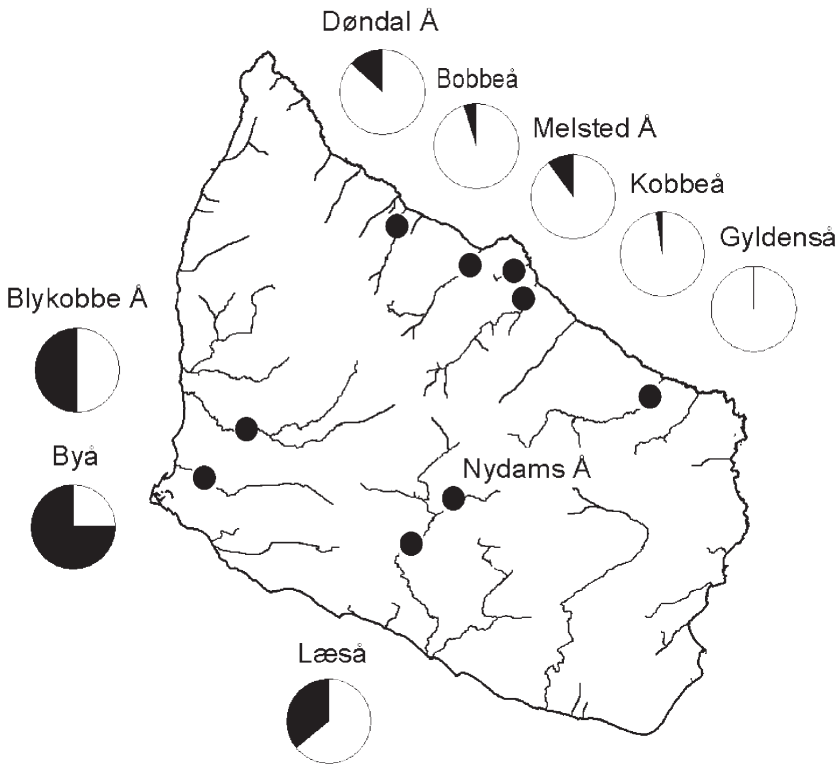 Døndal Å
Bobbeå
Melsted Å
Kobbeå
Gyldenså
Blykobbe Å
Byå
Nydams Å
Læså